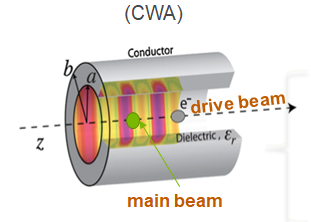 (CWA)
Conductor
b
a
e⁻
drive beam
z
Dielectric, εr
main beam